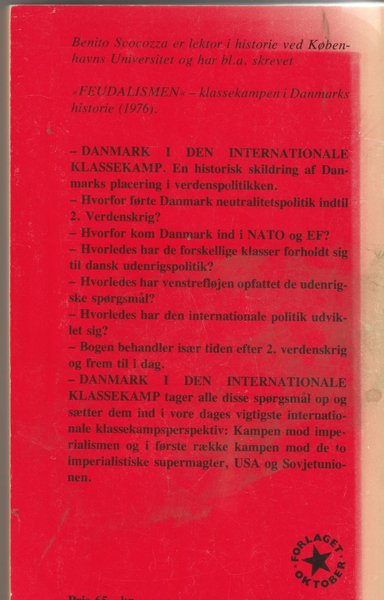 Benito Scocozza er lektor i historie ved Køben-
havns Universitet og har bl.a. skrevet
»FEUDALISMEN« – klassekampen i Danmarks
historie (1976).
– DANMARK I DEN INTERNATIONALE
KLASSEKAMP. En historisk skildring af Dan-
marks placering i verdenspolitikken.
– Hvorfor førte Danmark neutralitetspolitik indtil
2. Verdenskrig?
– Hvorfor kom Danmark ind i NATO og EF?
– Hvorledes har de forskellige klasser forholdt sig
til dansk udenrigspolitik?
– Hvorledes har venstrefløjen opfattet de udenrig-
ske spørgsmål?
– Hvorledes har den internationale politik udvik-
let sig?
– Bogen behandler især tiden efter 2. verdenskrig
og frem til i dag.
– DANMARK I DEN INTERNATIONALE
KLASSEKAMP tager alle disse spørgsmål op og
sætter dem ind i vore dages vigtigste internatio-
nale klassekampsperspektiv: Kampen mod impe-
rialismen og i første række kampen mod de to
imperialistiske supermagter, USA og Sovjetunio-
nen.
FORLAGET
OKTOBER
Pris 65,- kr.